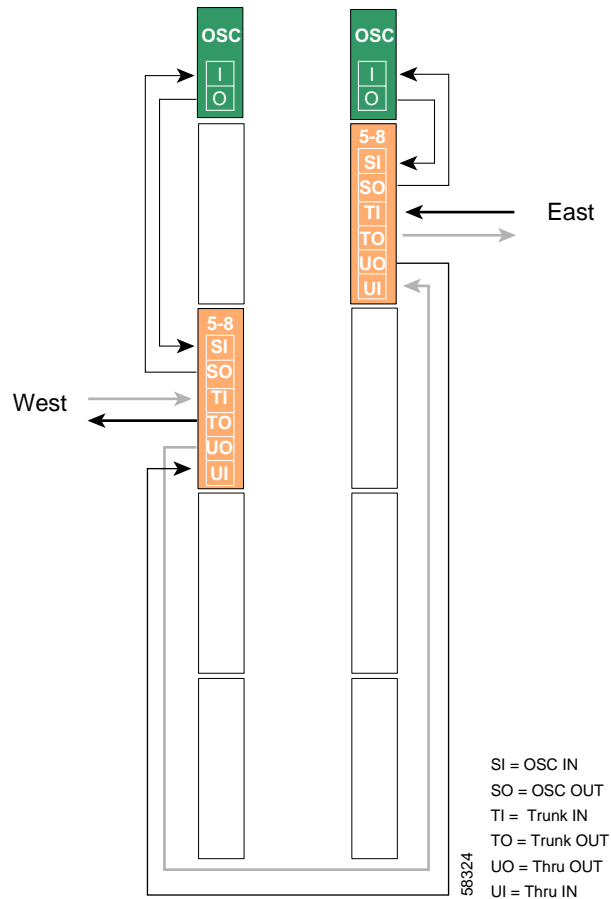 OSC
I
O
OSC
I
O
5-8
SI
SO
TI
TO
UO
UI
East
5-8
SI
SO
TI
TO
UO
UI
West
SI = OSC IN
SO = OSC OUT
TI = Trunk IN
TO = Trunk OUT
UO = Thru OUT
UI = Thru IN
58324